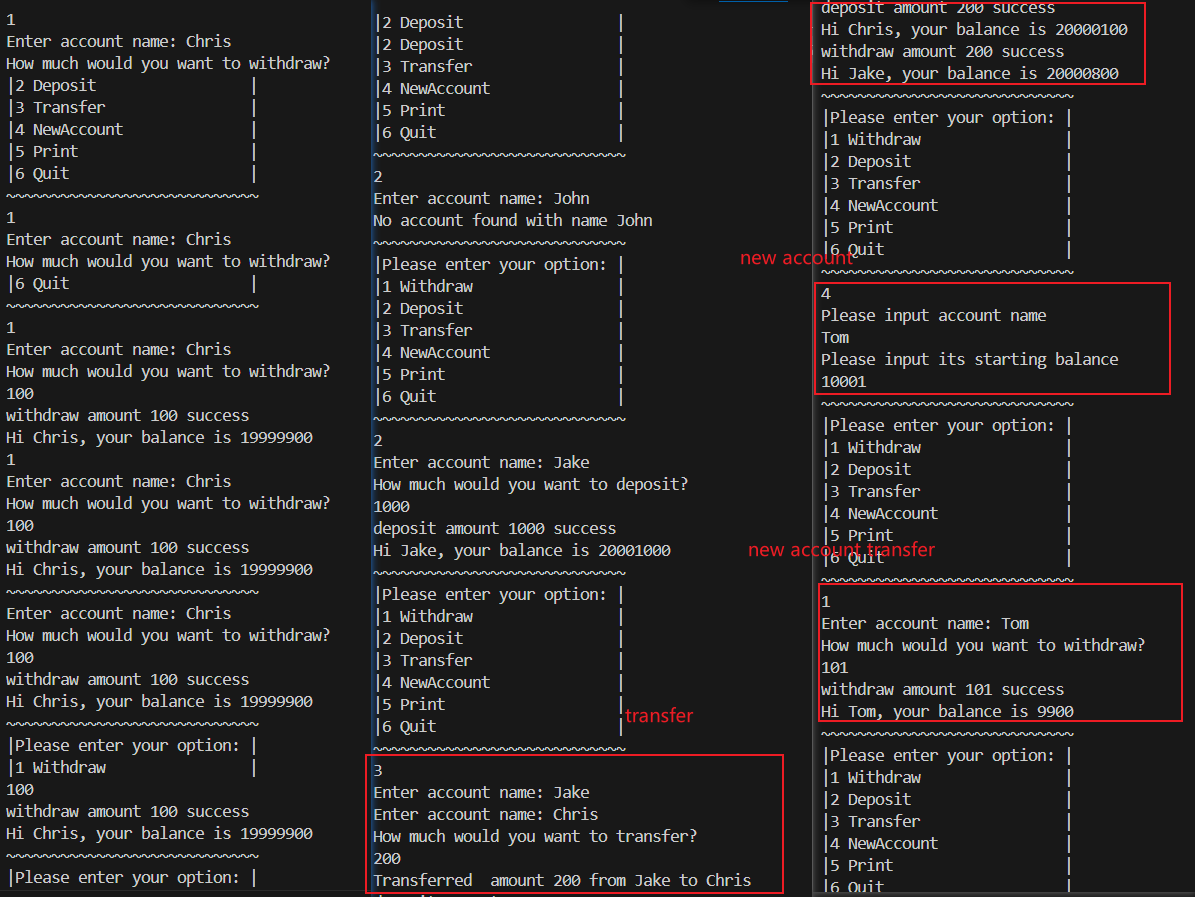 1
Enter account name: Chris
How much would you want to withdraw?
|2 Deposit |
|3 Transfer |
|4 NewAccount |
|5 Print |
|6 Quit |
~~~~~~~~~~~~~~~~~~~~~~~~~~~~
1
Enter account name: Chris
How much would you want to withdraw?
|6 Quit |
~~~~~~~~~~~~~~~~~~~~~~~~~~~~
1
Enter account name: Chris
How much would you want to withdraw?
100
withdraw amount 100 success
Hi Chris, your balance is 19999900
1
Enter account name: Chris
How much would you want to withdraw?
100
withdraw amount 100 success
Hi Chris, your balance is 19999900
~~~~~~~~~~~~~~~~~~~~~~~~~~~~
Enter account name: Chris
How much would you want to withdraw?
100
withdraw amount 100 success
Hi Chris, your balance is 19999900
~~~~~~~~~~~~~~~~~~~~~~~~~~~~
|Please enter your option: |
|1 Withdraw |
100
withdraw amount 100 success
Hi Chris, your balance is 19999900
~~~~~~~~~~~~~~~~~~~~~~~~~~~~
|Please enter your option: |
|2 Deposit |
|2 Deposit |
|3 Transfer |
|4 NewAccount |
|5 Print |
|6 Quit |
~~~~~~~~~~~~~~~~~~~~~~~~~~~~
2
Enter account name: John
No account found with name John
~~~~~~~~~~~~~~~~~~~~~~~~~~~~
|Please enter your option: |
|1 Withdraw |
|2 Deposit |
|3 Transfer |
|4 NewAccount |
|5 Print |
|6 Quit |
~~~~~~~~~~~~~~~~~~~~~~~~~~~~
2
Enter account name: Jake
How much would you want to deposit?
1000
deposit amount 1000 success
Hi Jake, your balance is 20001000
~~~~~~~~~~~~~~~~~~~~~~~~~~~~
|Please enter your option: |
|1 Withdraw |
|2 Deposit |
|3 Transfer |
|4 NewAccount |
|5 Print |
|6 Quit |
transfer
~~~~~~~~~~~~~~~~~~~~~~~~~~~~
3
Enter account name: Jake
Enter account name: Chris
How much would you want to transfer?
200
Transferred  amount 200 from Jake to Chris
deposit amount 200 success
Hi Chris, your balance is 20000100
withdraw amount 200 success
Hi Jake, your balance is 20000800
~~~~~~~~~~~~~~~~~~~~~~~~~~~~
|Please enter your option: |
|1 Withdraw |
|2 Deposit |
|3 Transfer |
|4 NewAccount |
|5 Print |
|6 Quit |
new account
~~~~~~~~~~~~~~~~~~~~~~~~~~~~
4
Please input account name
Tom
Please input its starting balance
10001
~~~~~~~~~~~~~~~~~~~~~~~~~~~~
|Please enter your option: |
|1 Withdraw |
|2 Deposit |
|3 Transfer |
|4 NewAccount |
|5 Print |
new account transfer
|6 Quit |
~~~~~~~~~~~~~~~~~~~~~~~~~~~~
1
Enter account name: Tom
How much would you want to withdraw?
101
withdraw amount 101 success
Hi Tom, your balance is 9900
~~~~~~~~~~~~~~~~~~~~~~~~~~~~
|Please enter your option: |
|1 Withdraw |
|2 Deposit |
|3 Transfer |
|4 NewAccount |
|5 Print |
|6 Quit |